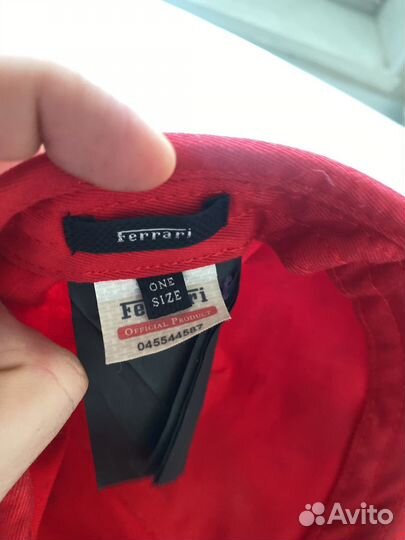 Ferrari
ONE
SIZE
Ferrari
OFFICIAL PRODUCT
045544587
Avito